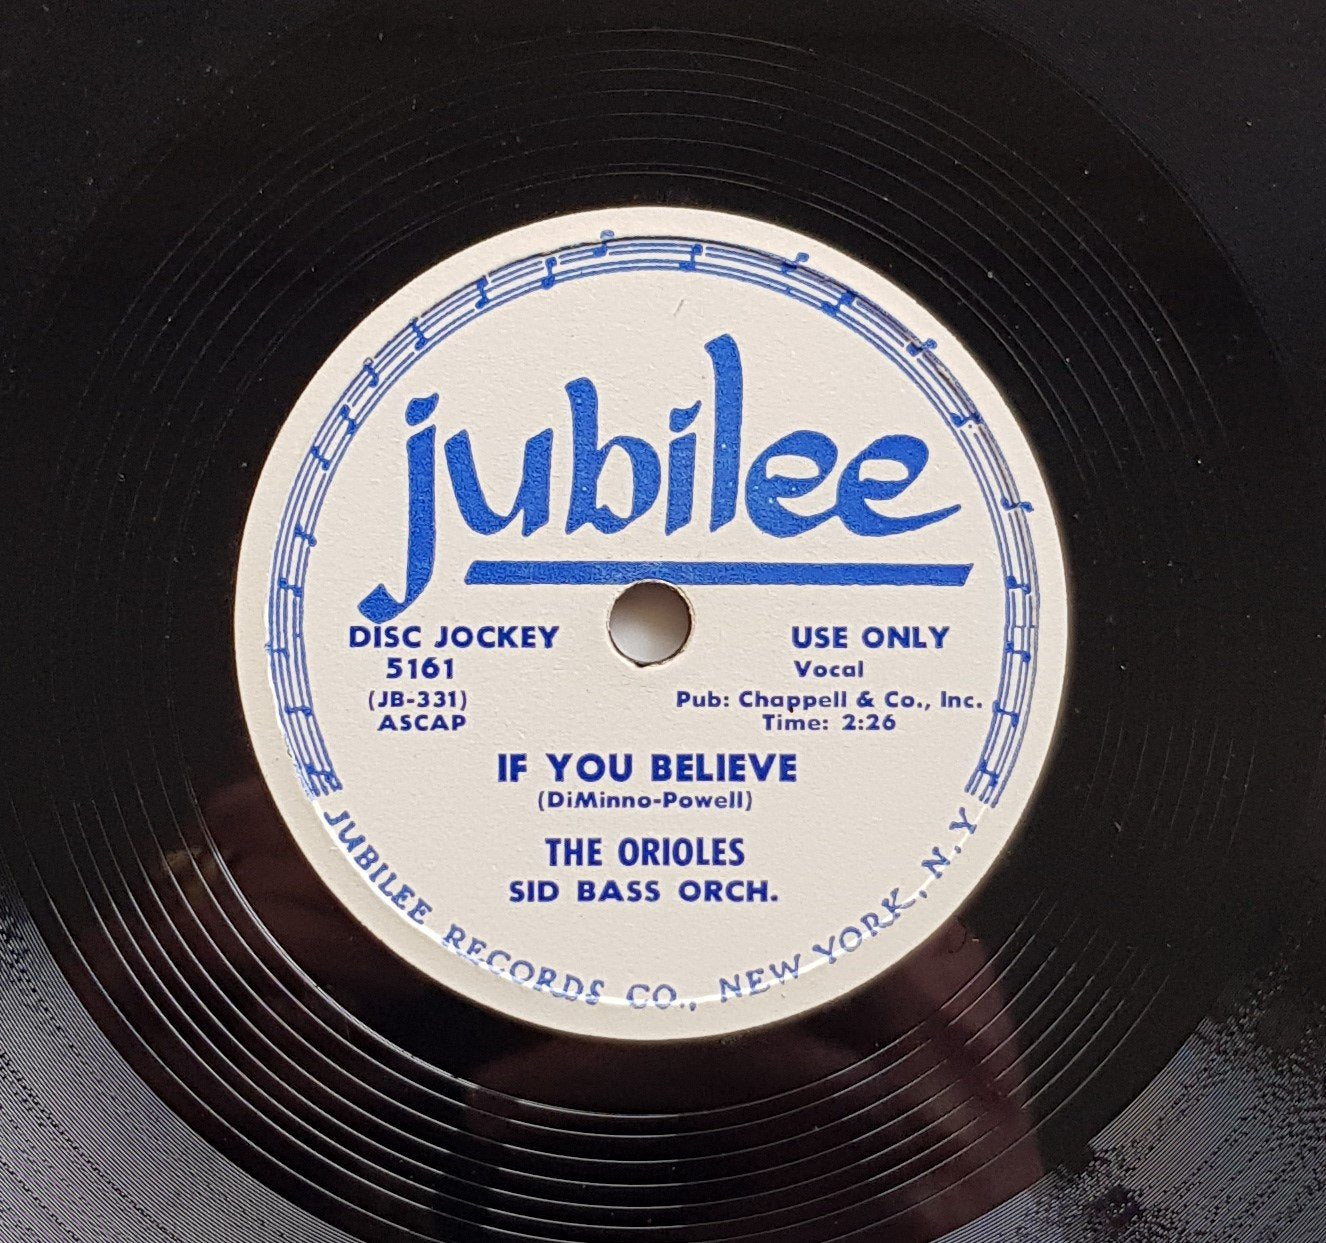 jubilee
DISC JOCKEY USE ONLY
5161 Vocal
(JB-331) Pub: Chappell & Co., Inc.
ASCAP Time: 2:26
IF YOU BELIEVE
(DiMinno-Powell)
THE ORIOLES
SID BASS ORCH.
JUBILEE RECORDS CO., NEW YORK, N.Y